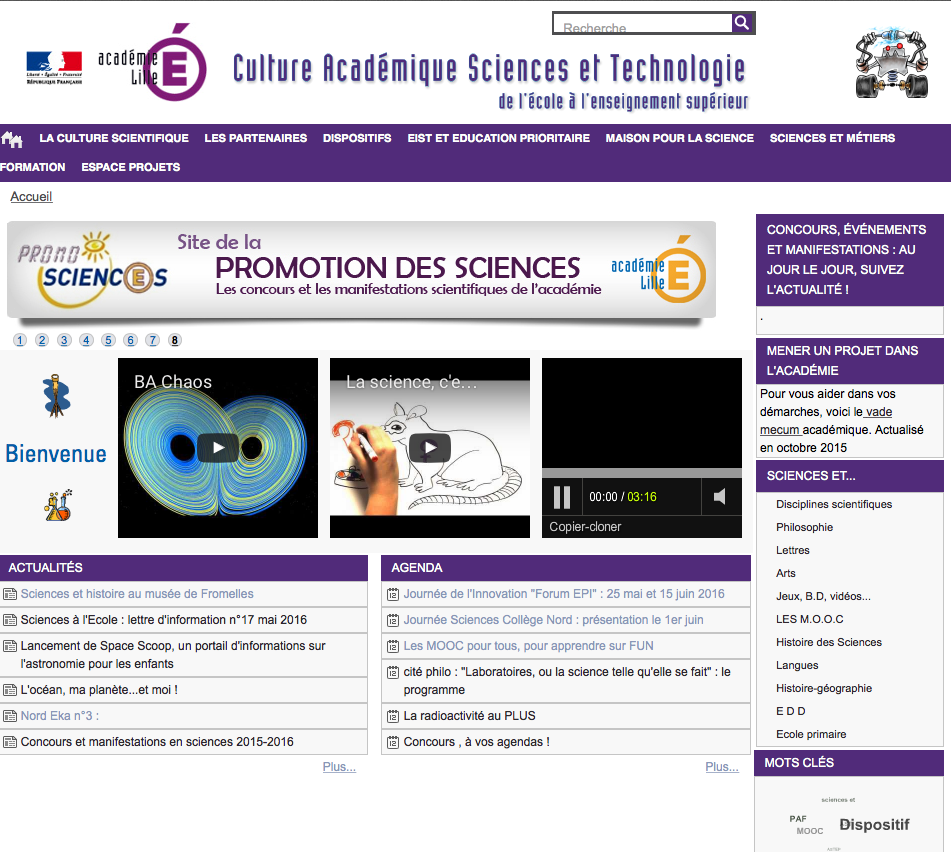 Recherche
Liberté • Égalité • Fraternité
RÉPUBLIQUE FRANÇAISE
académie
Lille
É
Culture Académique Sciences et Technologie
de l'école à l'enseignement supérieur
LA CULTURE SCIENTIFIQUE LES PARTENAIRES DISPOSITIFS EIST ET EDUCATION PRIORITAIRE MAISON POUR LA SCIENCE SCIENCES ET MÉTIERS
FORMATION ESPACE PROJETS
Accueil
PROMO
SCIENCES
Site de la
PROMOTION DES SCIENCES
Les concours et les manifestations scientifiques de l'académie
académie
Lille
É
1 2 3 4 5 6 7 8
Bienvenue
BA Chaos
La science, c'e...
00:00 / 03:16
Copier-cloner
ACTUALITÉS
Sciences et histoire au musée de Fromelles
Sciences à l'Ecole : lettre d'information n°17 mai 2016
Lancement de Space Scoop, un portail d'informations sur
l'astronomie pour les enfants
L'océan, ma planète...et moi !
Nord Eka n°3 :
Concours et manifestations en sciences 2015-2016
Plus...
AGENDA
12 Journée de l'Innovation "Forum EPI" : 25 mai et 15 juin 2016
12 Journée Sciences Collège Nord : présentation le 1er juin
12 Les MOOC pour tous, pour apprendre sur FUN
12 cité philo : "Laboratoires, ou la science telle qu'elle se fait" : le
programme
12 La radioactivité au PLUS
12 Concours , à vos agendas !
Plus...
CONCOURS, ÉVÉNEMENTS
ET MANIFESTATIONS : AU
JOUR LE JOUR, SUIVEZ
L'ACTUALITÉ !
.
MENER UN PROJET DANS
L'ACADÉMIE
Pour vous aider dans vos
démarches, voici le vade
mecum académique. Actualisé
en octobre 2015
SCIENCES ET...
Disciplines scientifiques
Philosophie
Lettres
Arts
Jeux, B.D, vidéos...
LES M.O.O.C
Histoire des Sciences
Langues
Histoire-géographie
E D D
Ecole primaire
MOTS CLÉS
sciences et
PAF
MOOC
Dispositif